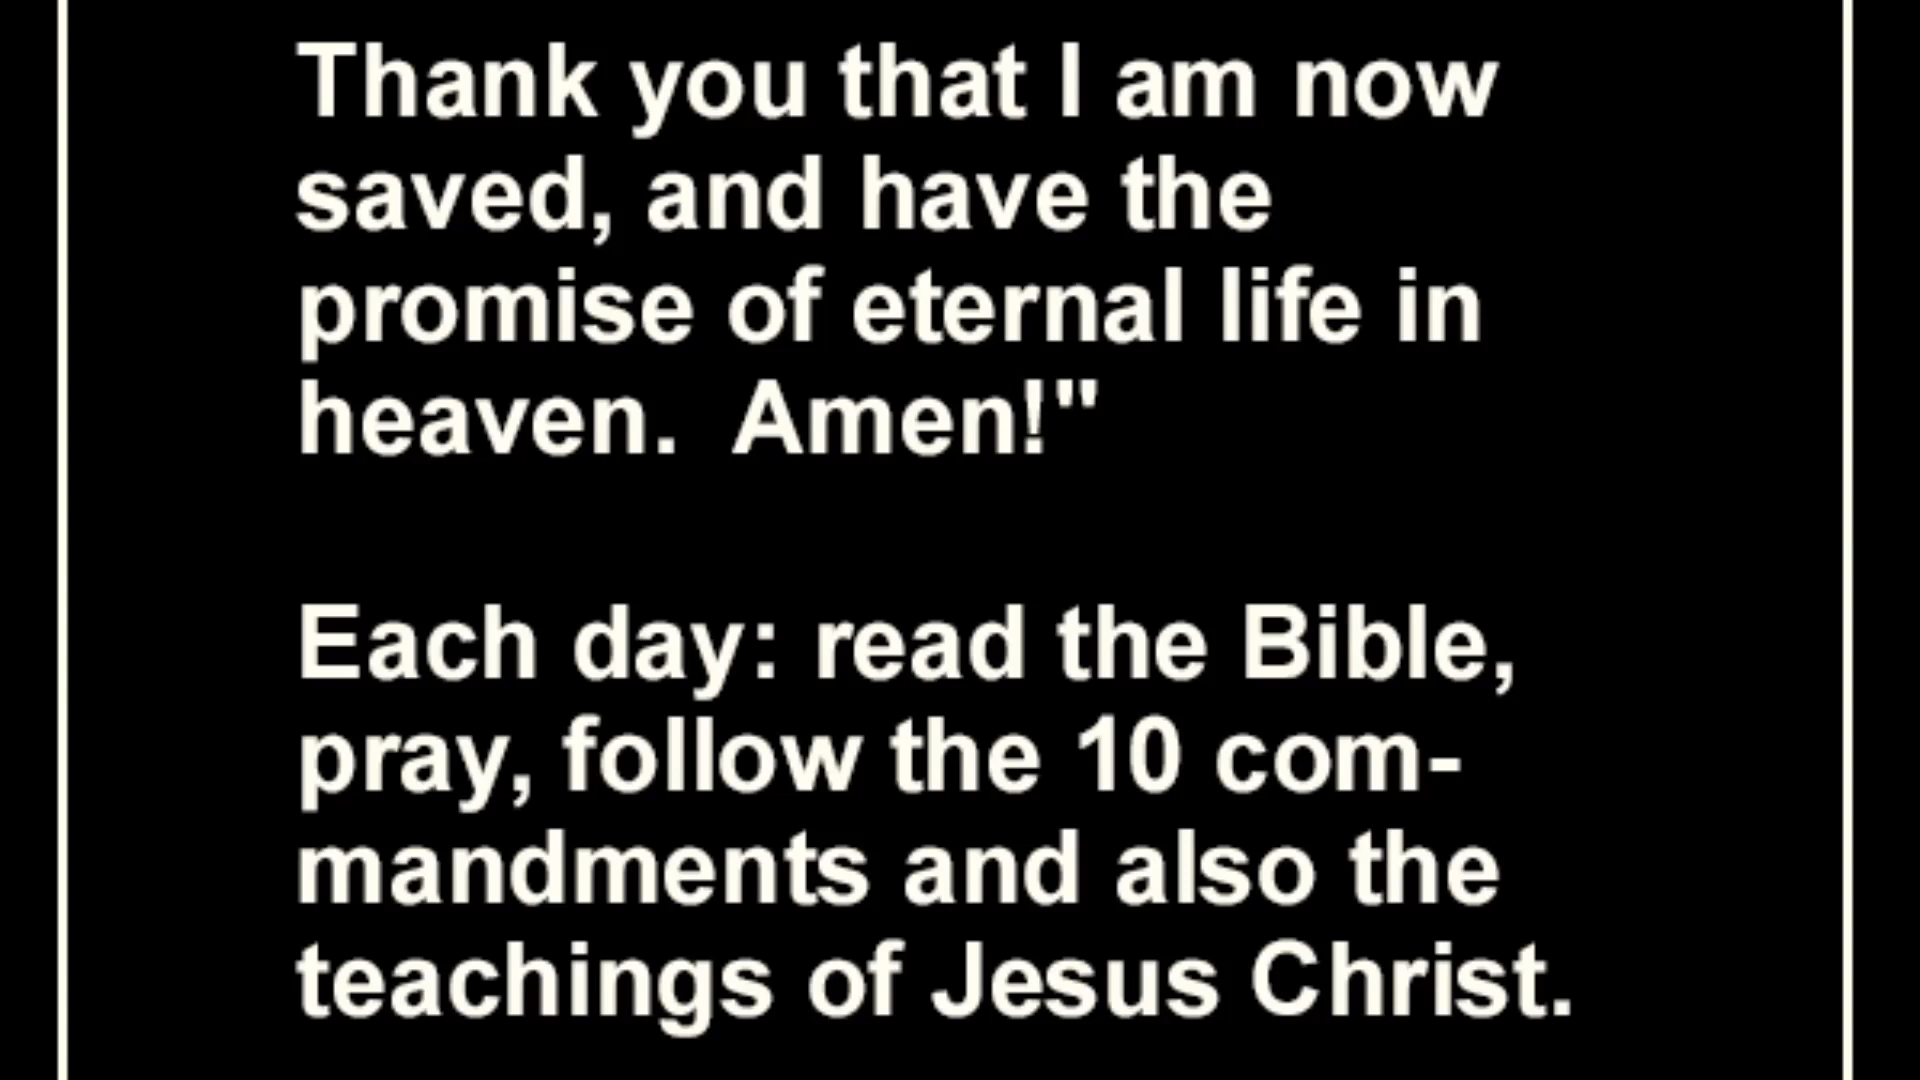 Thank you that I am now
saved, and have the
promise of eternal life in
heaven.  Amen!"
Each day: read the Bible,
pray, follow the 10 com-
mandments and also the
teachings of Jesus Christ.